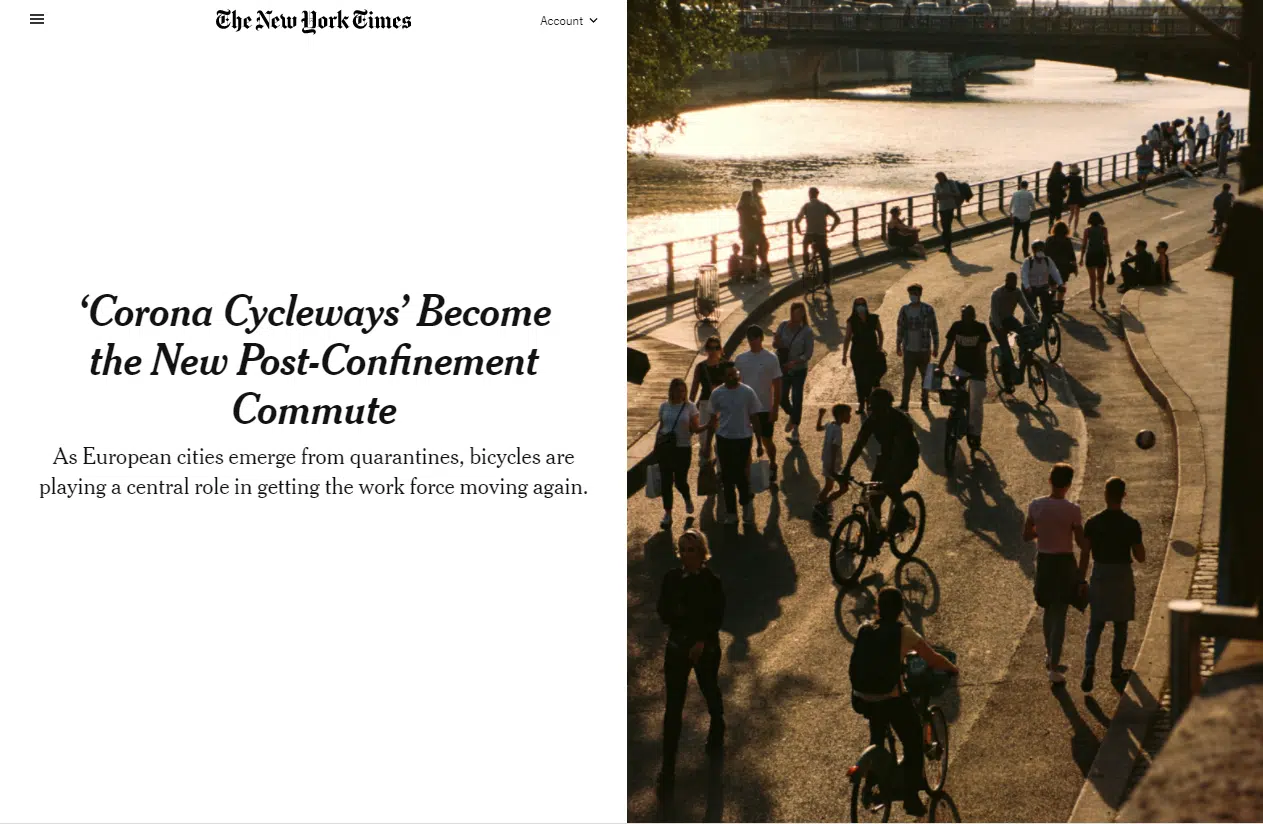 The New York Times
Account
‘Corona Cycleways’ Become
the New Post-Confinement
Commute
As European cities emerge from quarantines, bicycles are
playing a central role in getting the work force moving again.